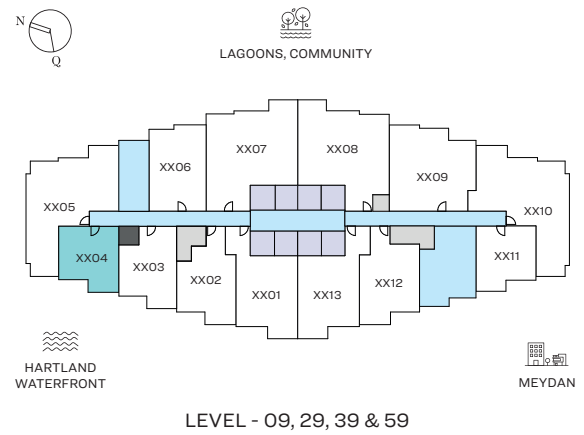 N
Q
LAGOONS, COMMUNITY
XX07
XX08
XX06
XX09
XX05
XX10
XX04
XX03
XX11
XX02
XX12
XX01
XX13
HARTLAND
WATERFRONT
MEYDAN
LEVEL - 09, 29, 39 & 59